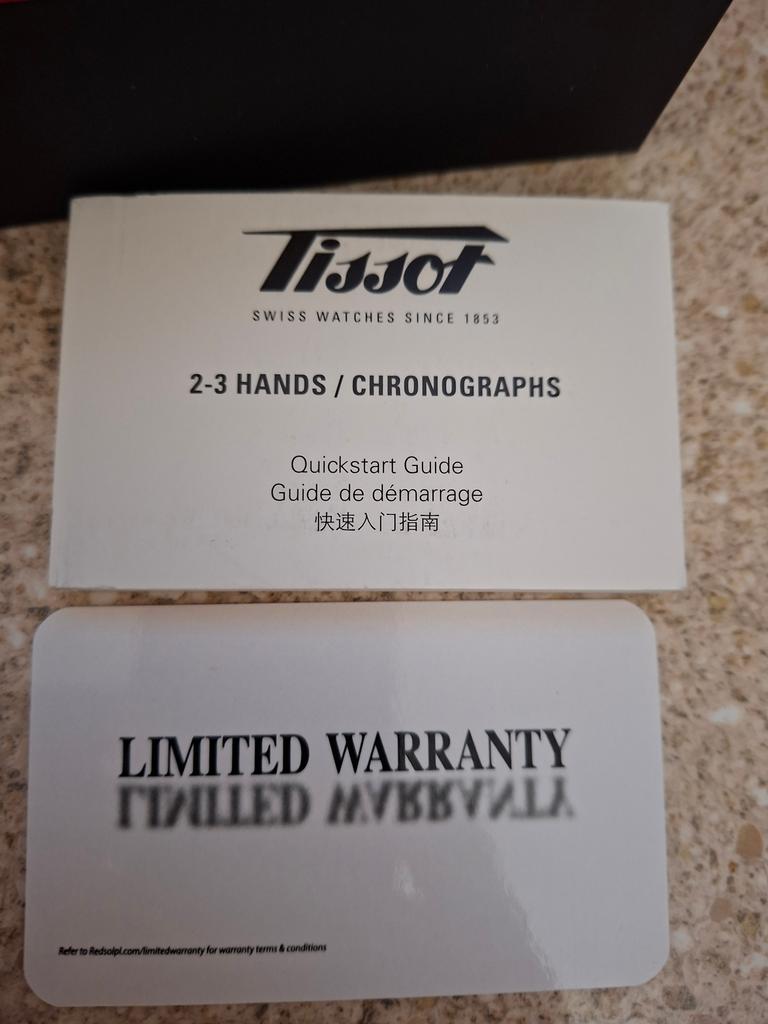 Tissot
SWISS WATCHES SINCE 1853
2-3 HANDS / CHRONOGRAPHS
Quickstart Guide
Guide de démarrage
快速入门指南
LIMITED WARRANTY
Refer to Redsolpl.com/limitedwarranty for warranty terms & conditions